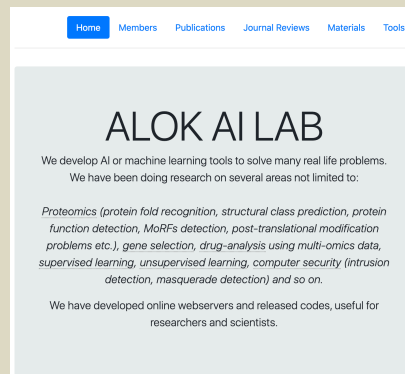 Home Members Publications Journal Reviews Materials Tools
ALOK AI LAB
We develop AI or machine learning tools to solve many real life problems.
We have been doing research on several areas not limited to:
Proteomics (protein fold recognition, structural class prediction, protein
function detection, MoRFs detection, post-translational modification
problems etc.), gene selection, drug-analysis using multi-omics data,
supervised learning, unsupervised learning, computer security (intrusion
detection, masquerade detection) and so on.
We have developed online webservers and released codes, useful for
researchers and scientists.